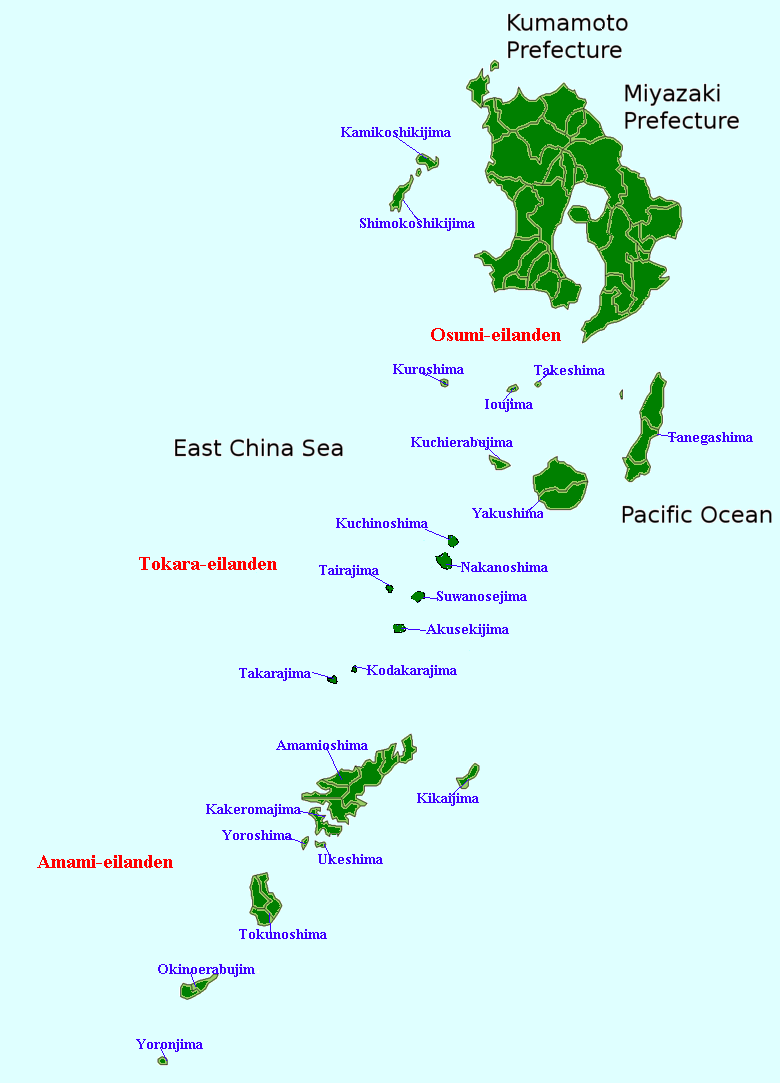 Kumamoto
Prefecture
Miyazaki
Prefecture
Kamikoshikijima
Shimokoshikijima
Osumi-eilanden
Kuroshima
Takeshima
Ioujima
Tanegashima
Kuchierabujima
East China Sea
Yakushima
Pacific Ocean
Kuchinoshima
Tokara-eilanden
Nakanoshima
Tairajima
Suwanosejima
Akusekijima
Takarajima
Kodakarajima
Amamioshima
Kikaijima
Kakeromajima
Yoroshima
Ukeshima
Amami-eilanden
Tokunoshima
Okinoerabujim
Yoronjima